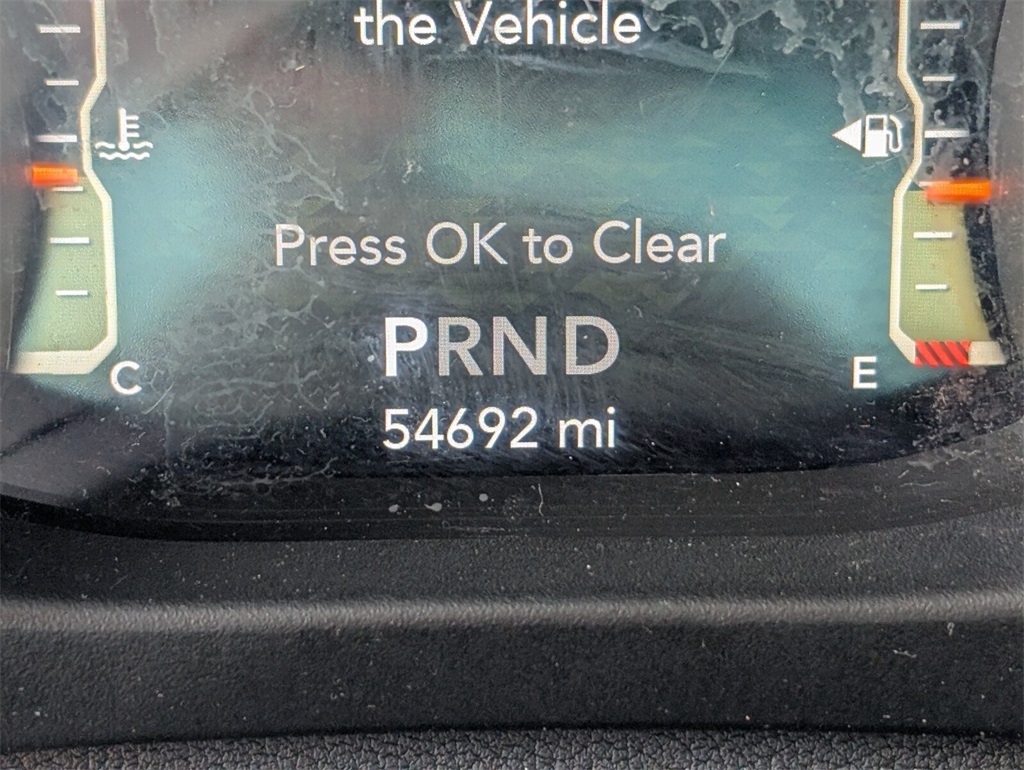 the Vehicle
Press OK to Clear
PRND
C
E
54692 mi